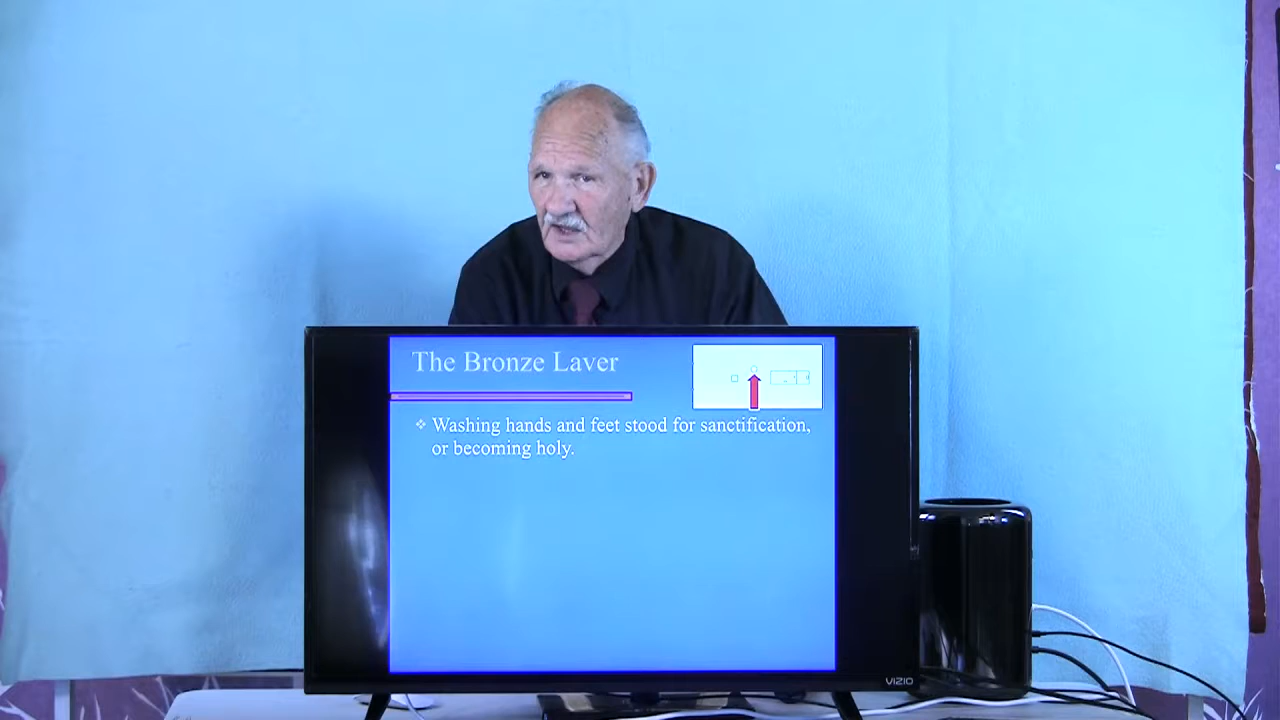 The Bronze Laver
Washing hands and feet stood for sanctification,
or becoming holy.
VIZIO